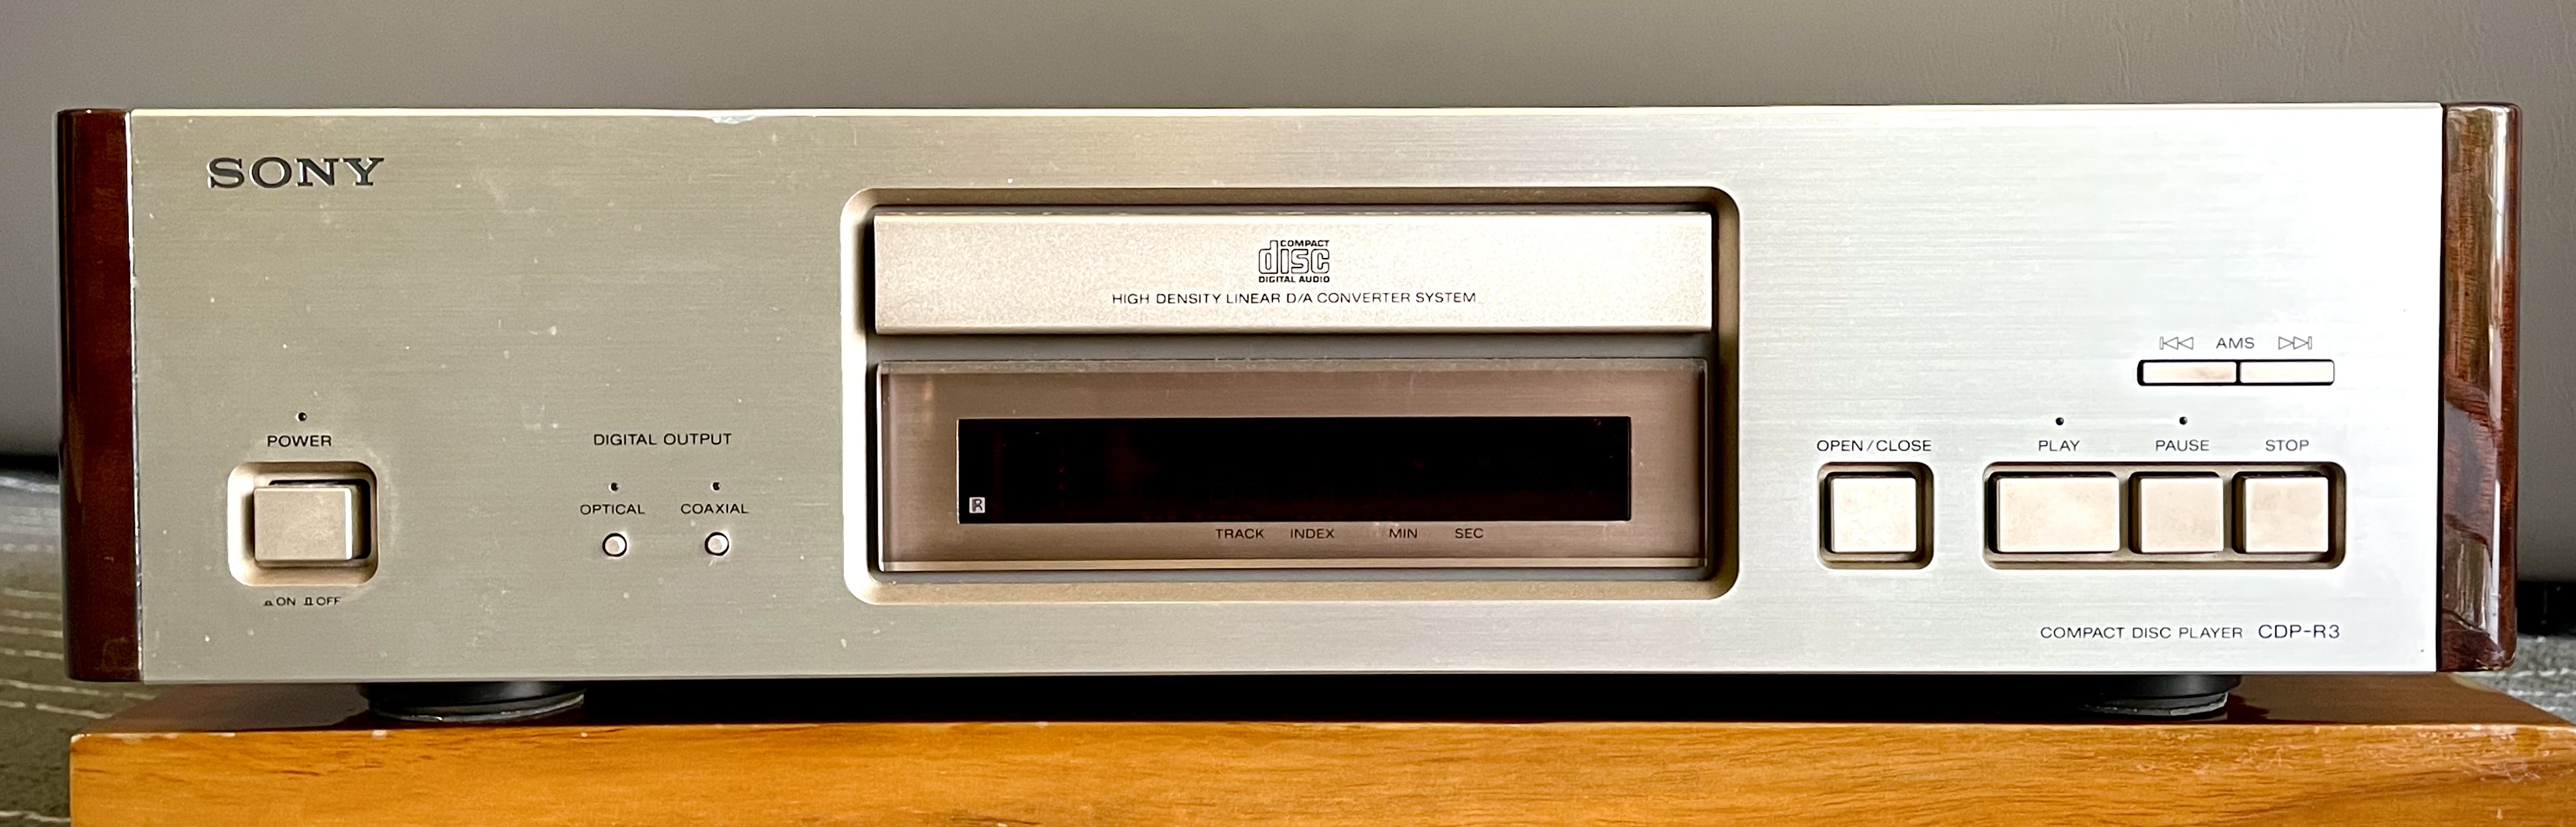 SONY
COMPACT
disc
DIGITAL AUDIO
HIGH DENSITY LINEAR D/A CONVERTER SYSTEM
AMS
POWER
DIGITAL OUTPUT
OPEN/CLOSE
PLAY
PAUSE
STOP
R
OPTICAL
COAXIAL
TRACK INDEX MIN SEC
ON OFF
COMPACT DISC PLAYER CDP-R3